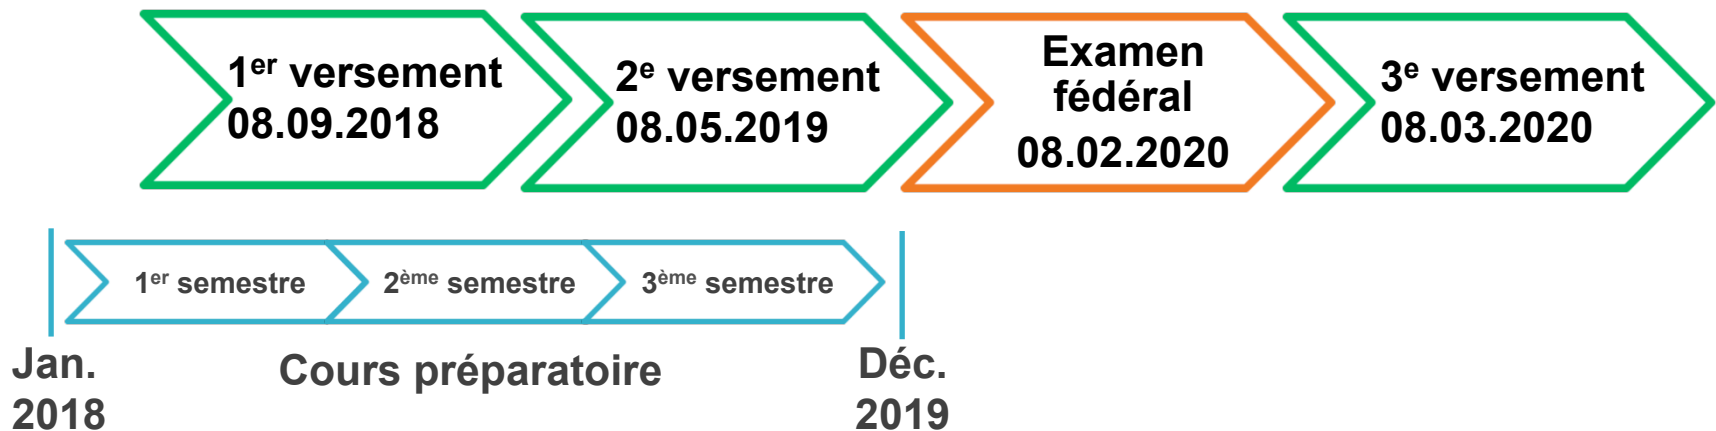 1er versement
08.09.2018
2e versement
08.05.2019
Examen
fédéral
08.02.2020
3e versement
08.03.2020
1er semestre
2ème semestre
3ème semestre
Jan.
2018
Cours préparatoire
Déc.
2019